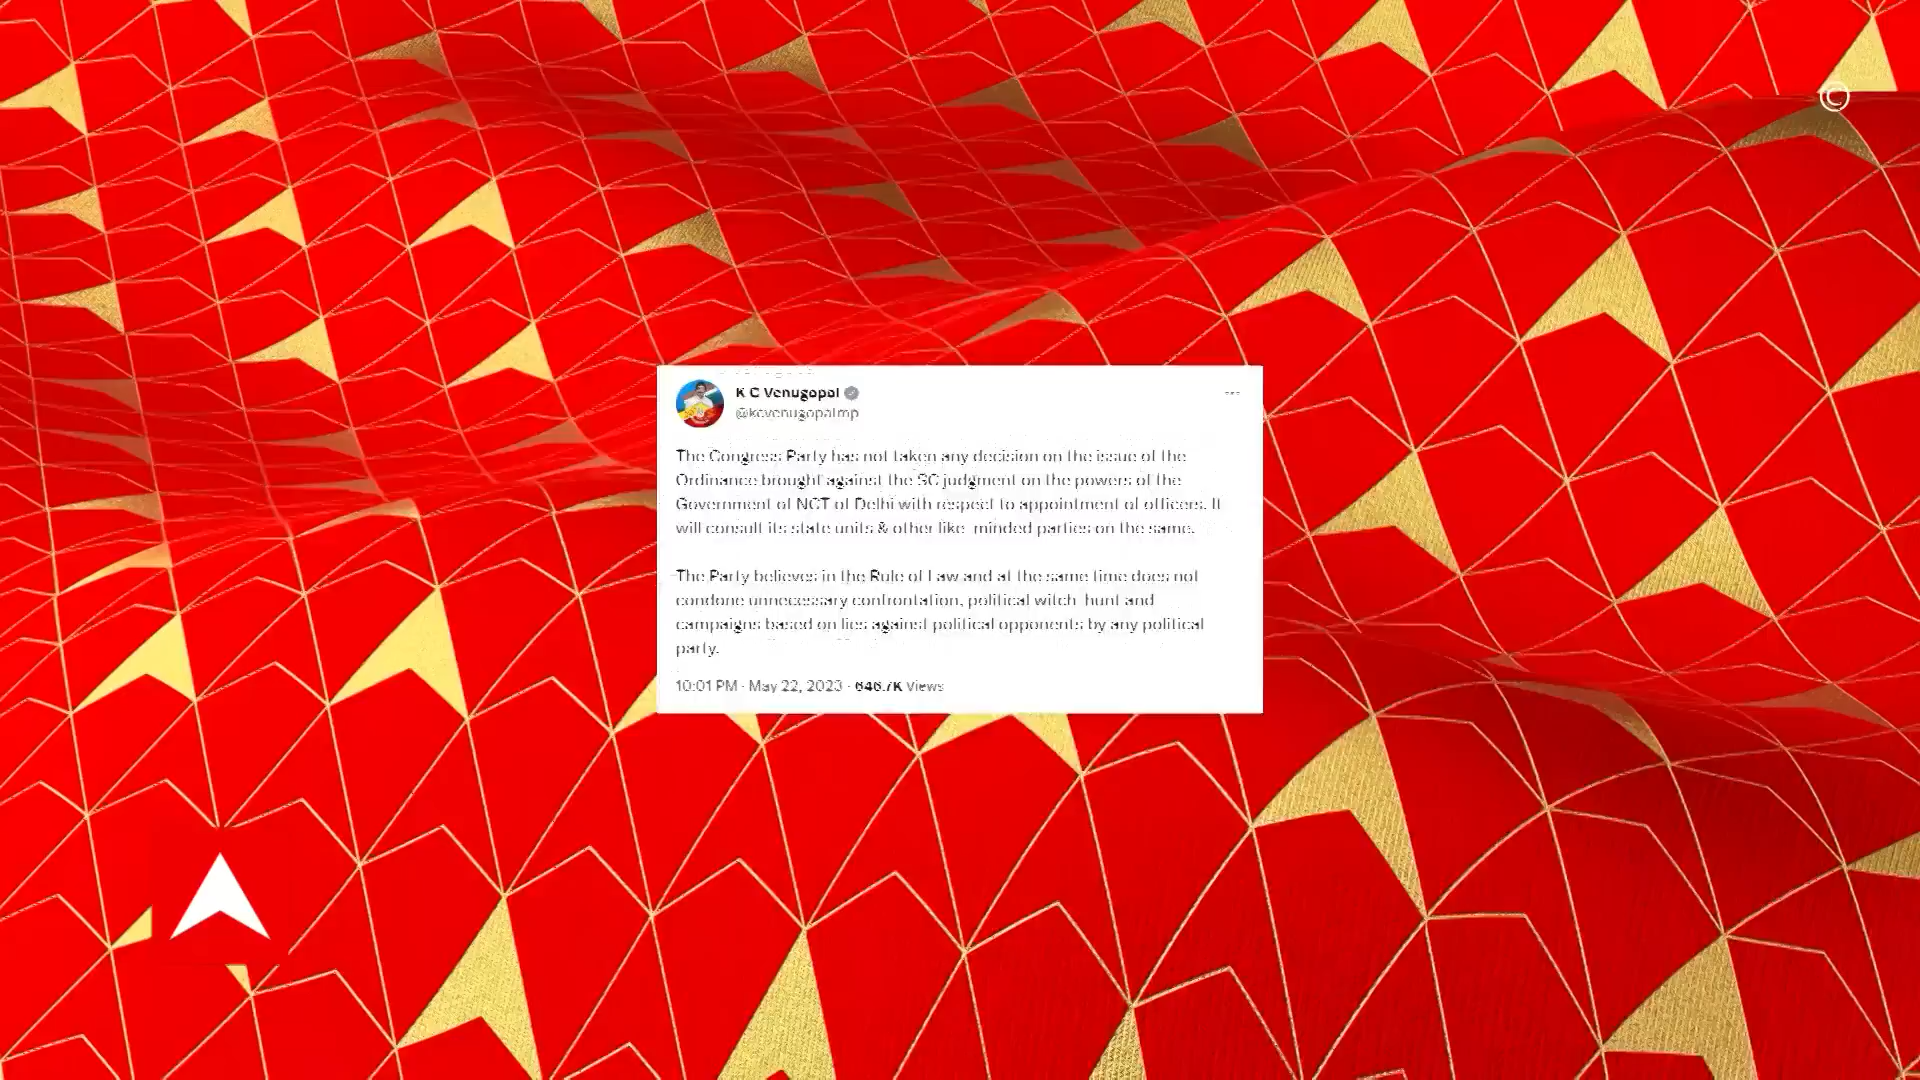 ©
K C Venugopal
@kcvenugopalmp
The Congress Party has not taken any decision on the issue of the
Ordinance brought against the SC judgment on the powers of the
Government of NCT of Delhi with respect to appointment of officers. It
will consult its state units & other like-minded parties on the same.
The Party believes in the Rule of Law and at the same time does not
condone unnecessary confrontation, political witch-hunt and
campaigns based on lies against political opponents by any political
party.
10:01 PM · May 22, 2023 · 646.7K Views